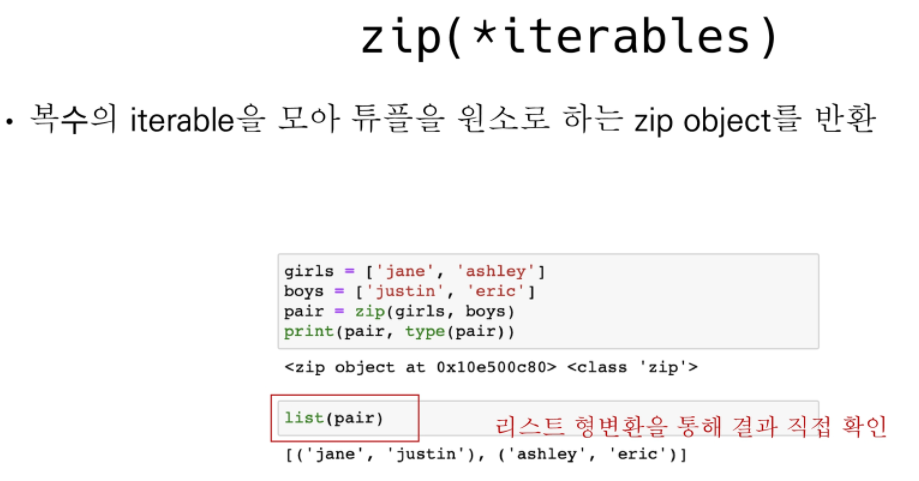 zip(*iterables)
• 복수의 iterable을 모아 튜플을 원소로 하는 zip object를 반환
girls = ['jane', 'ashley']
boys = ['justin', 'eric']
pair = zip(girls, boys)
print(pair, type(pair))
<zip object at 0x10e500c80> <class 'zip'>
list(pair)
리스트 형변환을 통해 결과 직접 확인
[('jane', 'justin'), ('ashley', 'eric')]